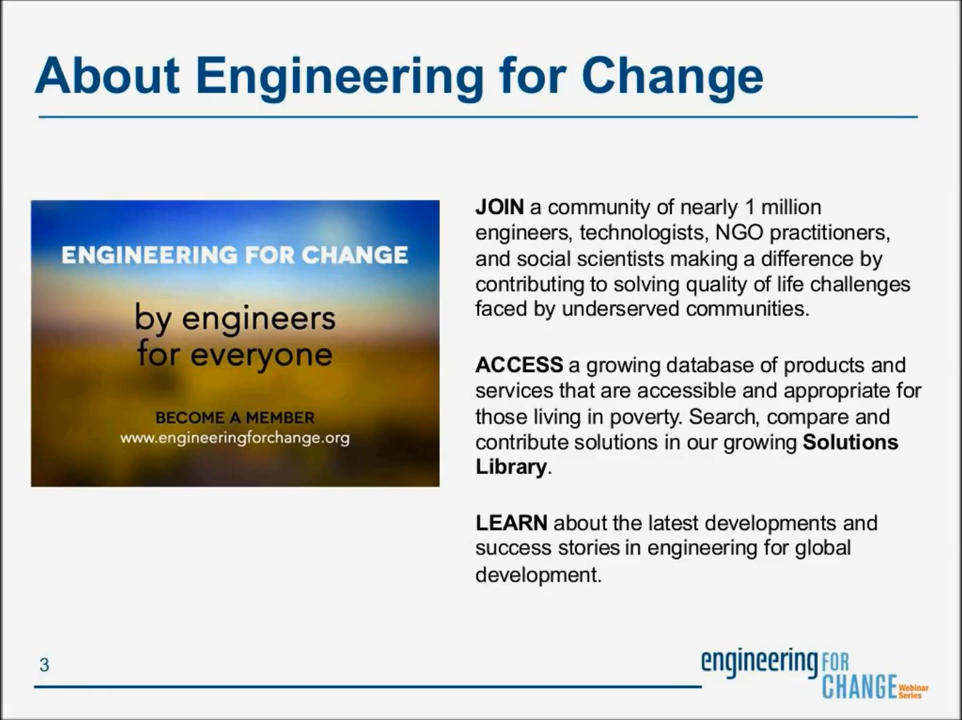 About Engineering for Change
ENGINEERING FOR CHANGE
by engineers
for everyone
BECOME A MEMBER
www.engineeringforchange.org
JOIN a community of nearly 1 million
engineers, technologists, NGO practitioners,
and social scientists making a difference by
contributing to solving quality of life challenges
faced by underserved communities.
ACCESS a growing database of products and
services that are accessible and appropriate for
those living in poverty. Search, compare and
contribute solutions in our growing Solutions
Library.
LEARN about the latest developments and
success stories in engineering for global
development.
3
engineering FOR
CHANGE Webinar
Series